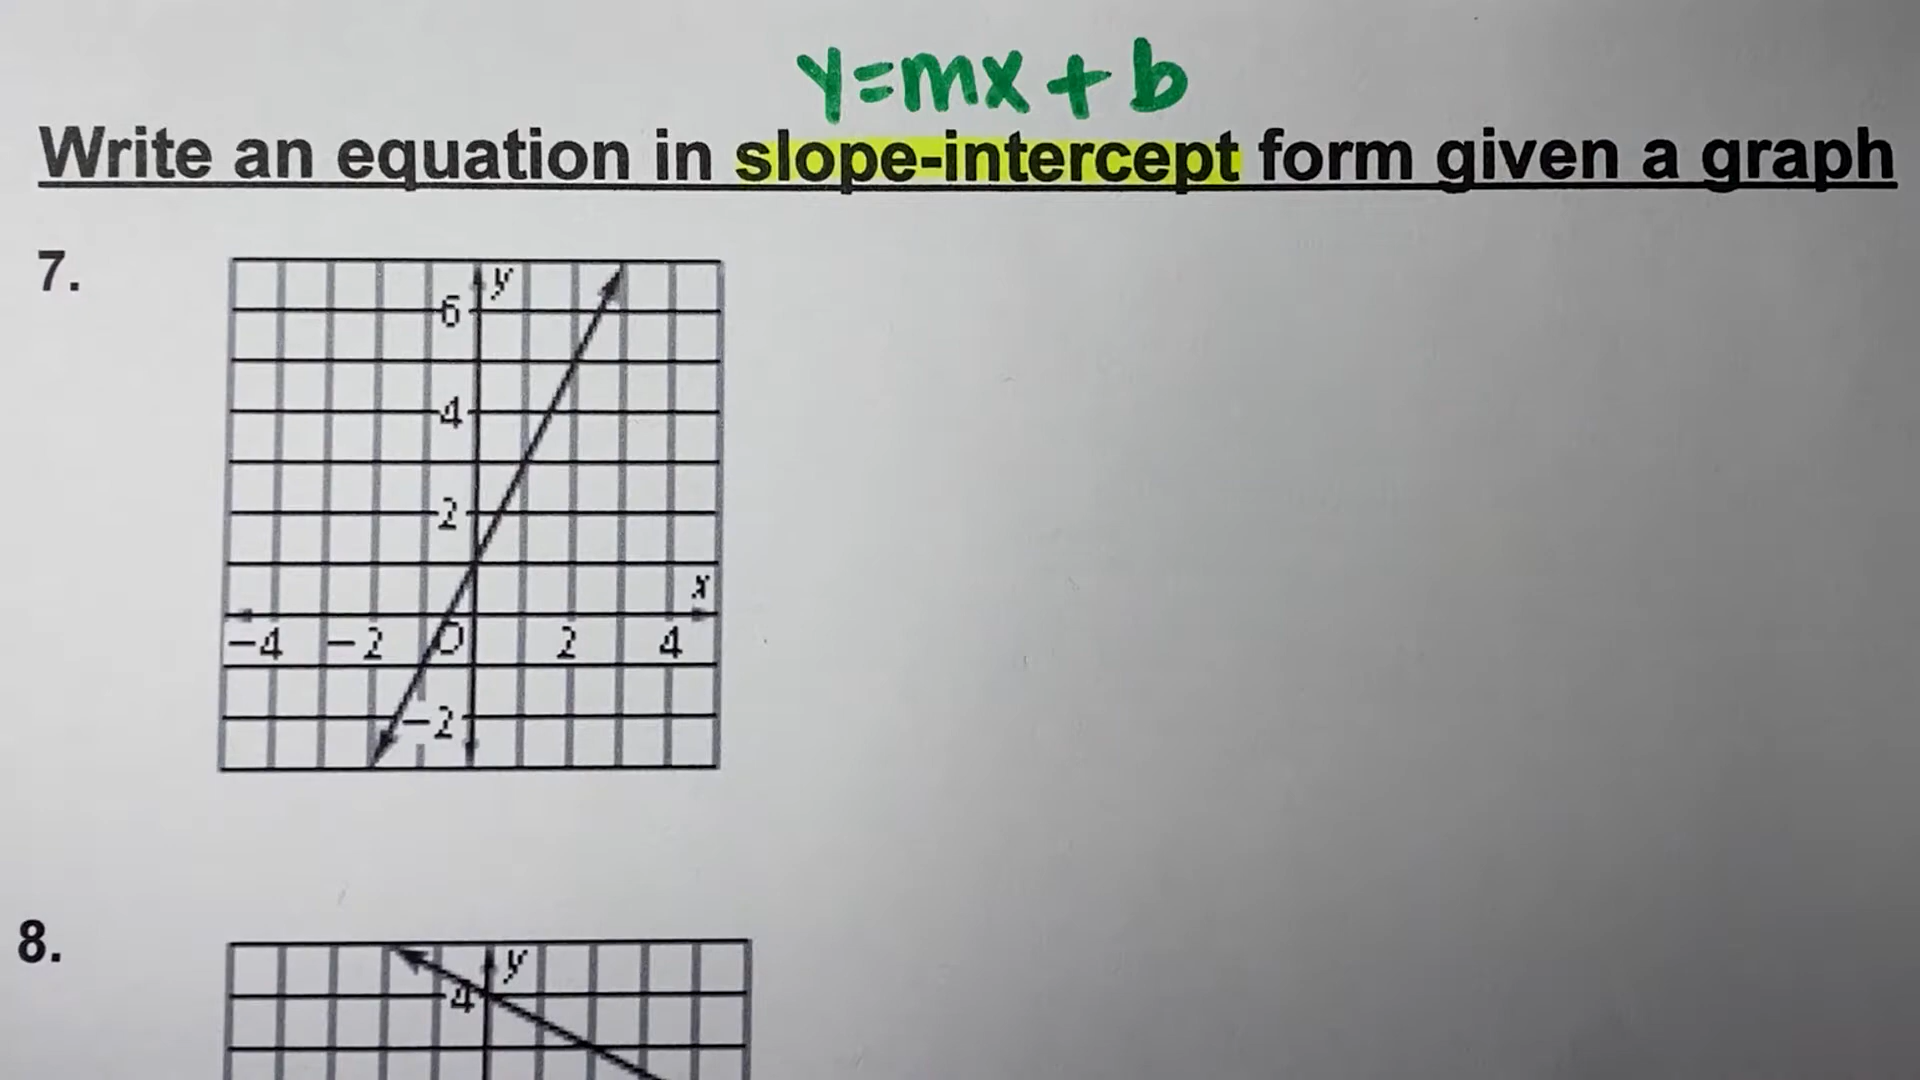 y=mx+b
Write an equation in slope-intercept form given a graph
7.
y
6
4
2
x
−4 −2 O 2 4
−2
8.
y
4